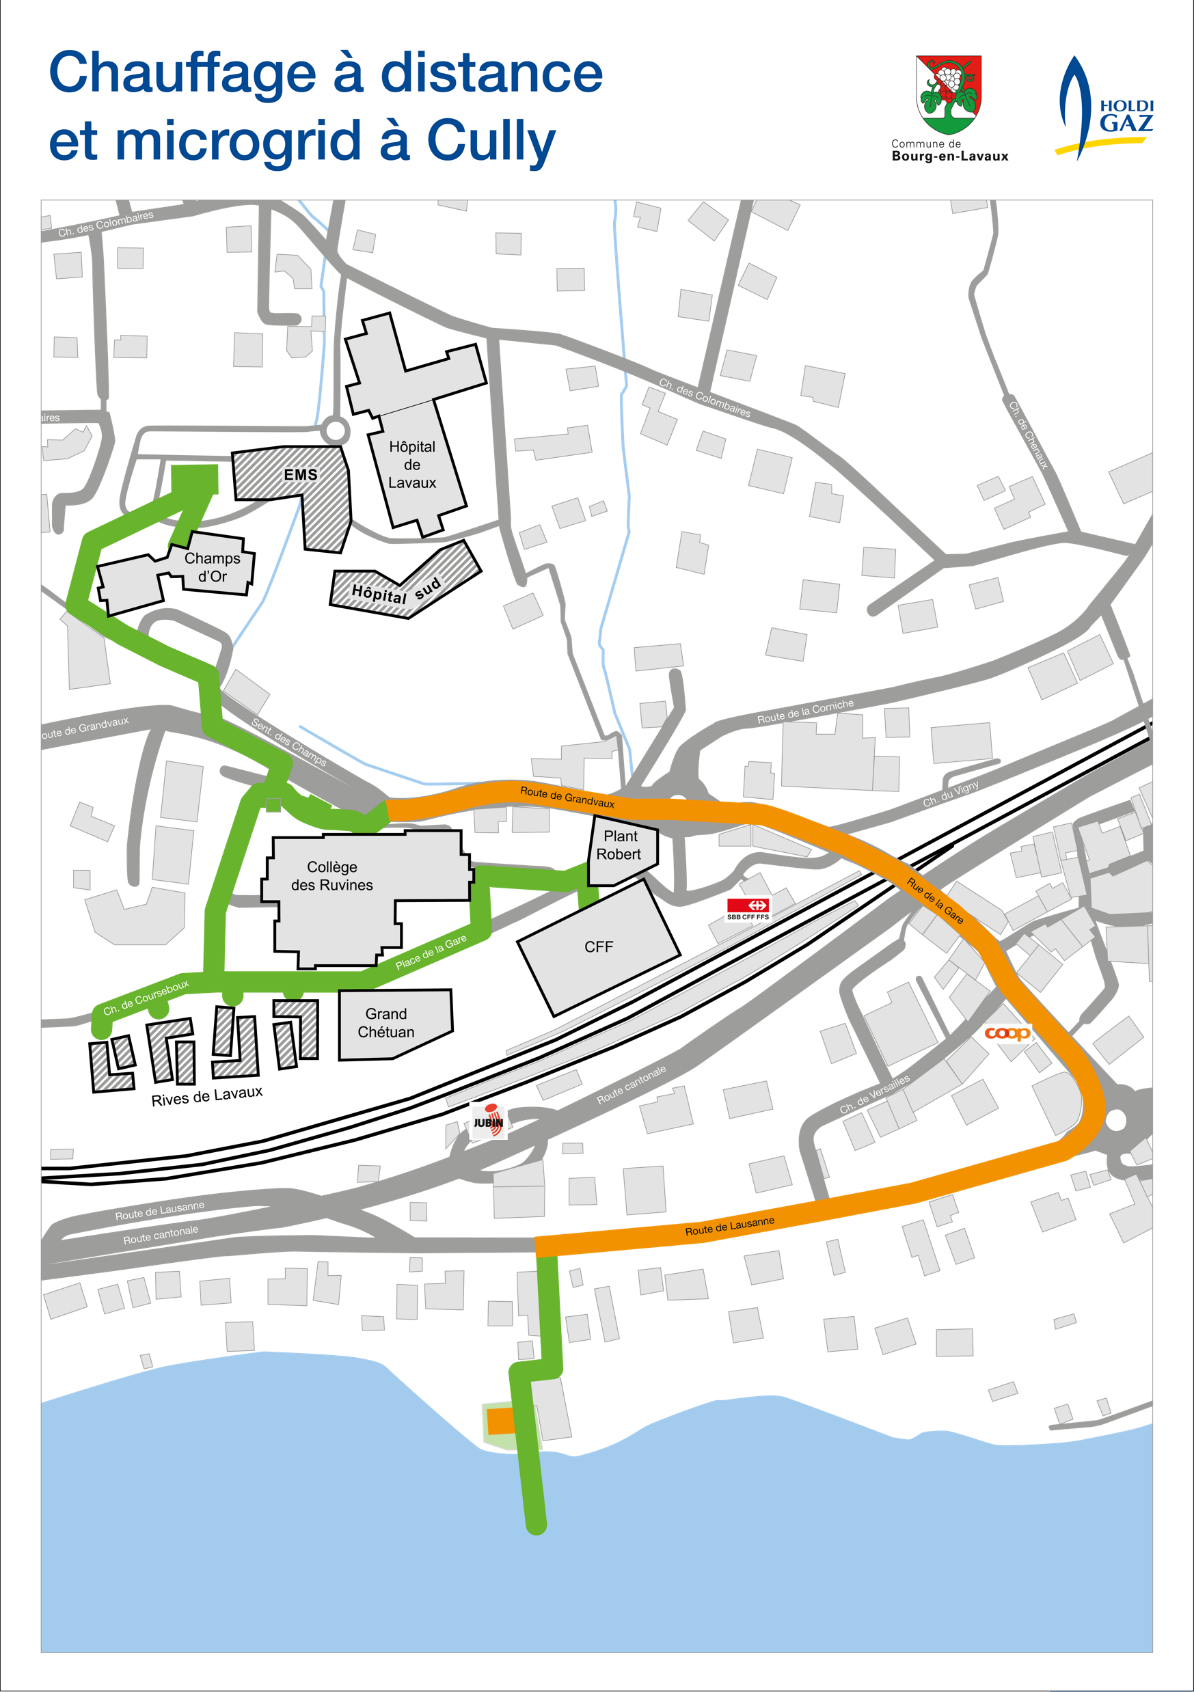 Chauffage à distance
et microgrid à Cully
Commune de
Bourg-en-Lavaux
HOLDI
GAZ
Ch. des Colombaires
Ch. des Colombaires
Ch. de Chenaux
aires
Hôpital
de
Lavaux
EMS
Champs
d'Or
Hôpital sud
Route de la Corniche
oute de Grandvaux
Sent. des Champs
Route de Grandvaux
Ch. du Vigny
Plant
Robert
Collège
des Ruvines
Rue de la Gare
SBB CFF FFS
CFF
Place de la Gare
Ch. de Courseboux
Grand
Chétuan
coop
Rives de Lavaux
Route cantonale
Ch. de Versailles
JUBIN
Route de Lausanne
Route cantonale
Route de Lausanne